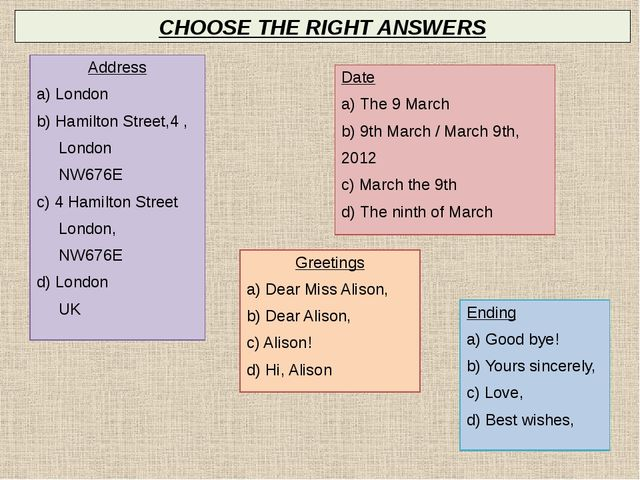 CHOOSE THE RIGHT ANSWERS
Address
a) London
b) Hamilton Street,4 ,
London
NW676E
c) 4 Hamilton Street
London,
NW676E
d) London
UK
Date
a) The 9 March
b) 9th March / March 9th,
2012
c) March the 9th
d) The ninth of March
Greetings
a) Dear Miss Alison,
b) Dear Alison,
c) Alison!
d) Hi, Alison
Ending
a) Good bye!
b) Yours sincerely,
c) Love,
d) Best wishes,